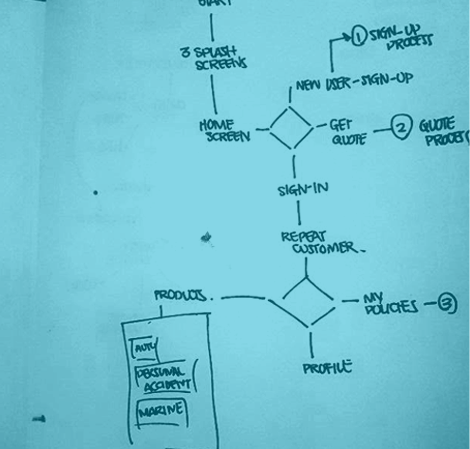 START
3 SPLASH
SCREENS
1 SIGN-UP
PROCESS
NEW USER-SIGN-UP
HOME
SCREEN
GET
QUOTE
2 QUOTE
PROCESS
SIGN-IN
REPEAT
CUSTOMER
PRODUCTS.
MY
POLICIES
3
AUTO
PERSONAL
ACCIDENT
MARINE
PROFILE